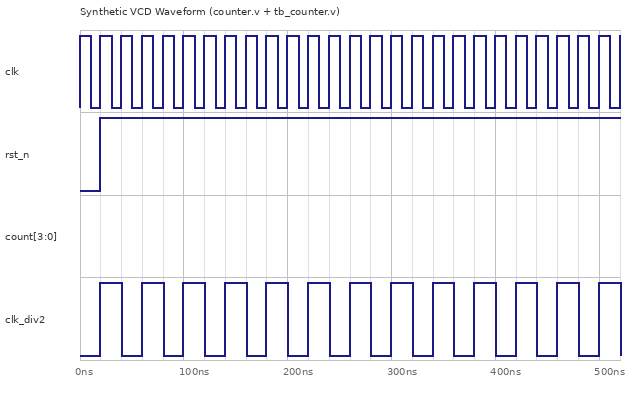 Synthetic VCD Waveform (counter.v + tb_counter.v)
clk
rst_n
count[3:0]
clk_div2
0ns 100ns 200ns 300ns 400ns 500ns